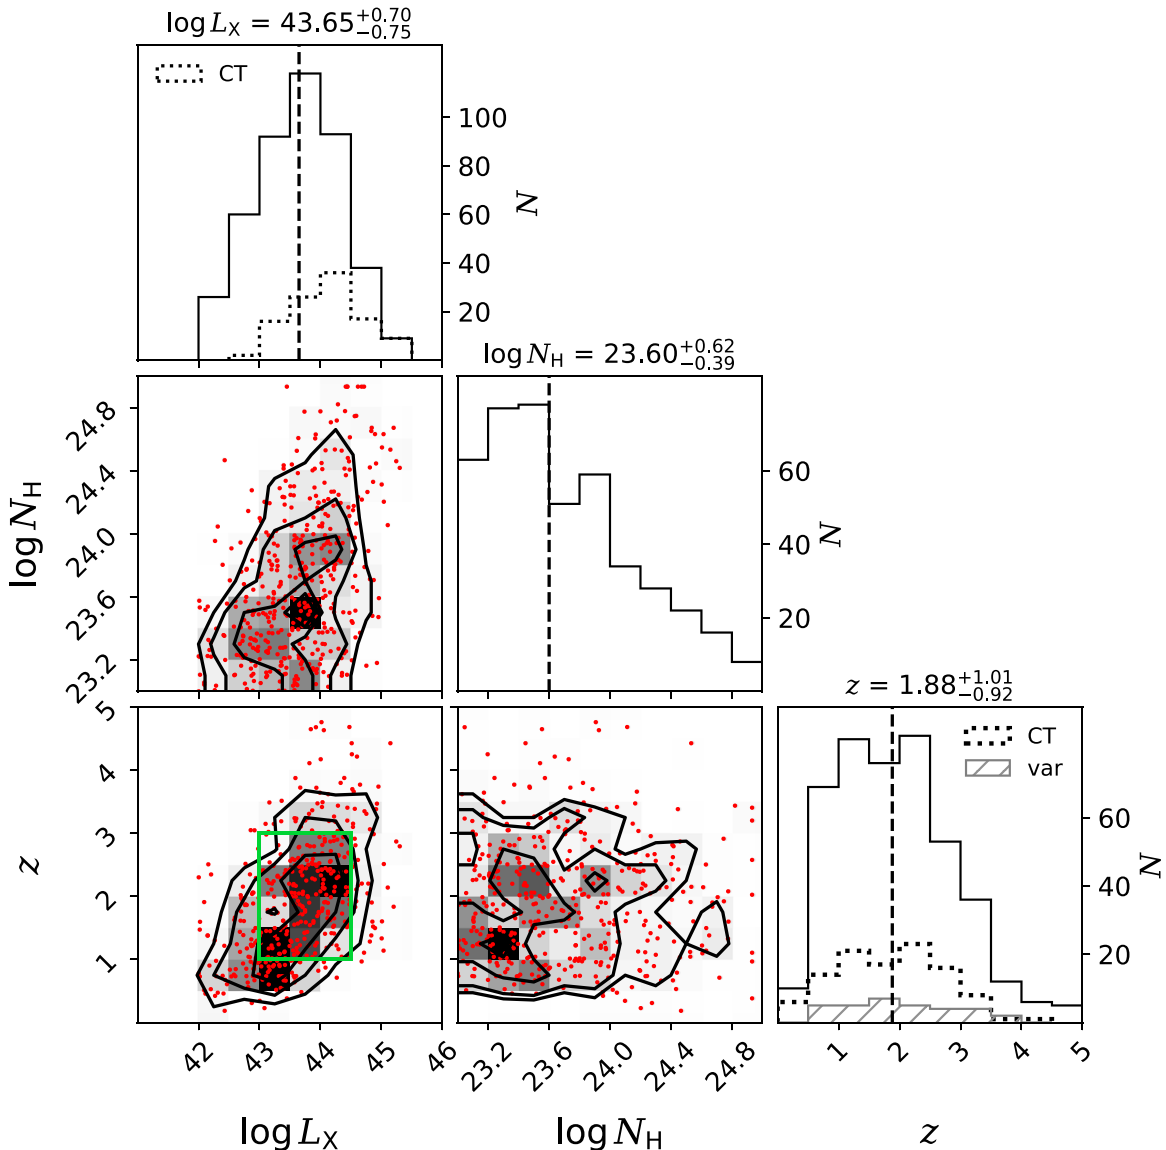 log L_X = 43.65^{+0.70}_{-0.75}
CT
100
80
60
40
20
N
log N_H = 23.60^{+0.62}_{-0.39}
24.8
24.4
24.0
23.6
23.2
log N_H
60
40
20
N
z = 1.88^{+1.01}_{-0.92}
CT
var
5
4
3
2
1
z
60
40
20
N
42 43 44 45 46
23.2 23.6 24.0 24.4 24.8
1 2 3 4 5
log L_X
log N_H
z